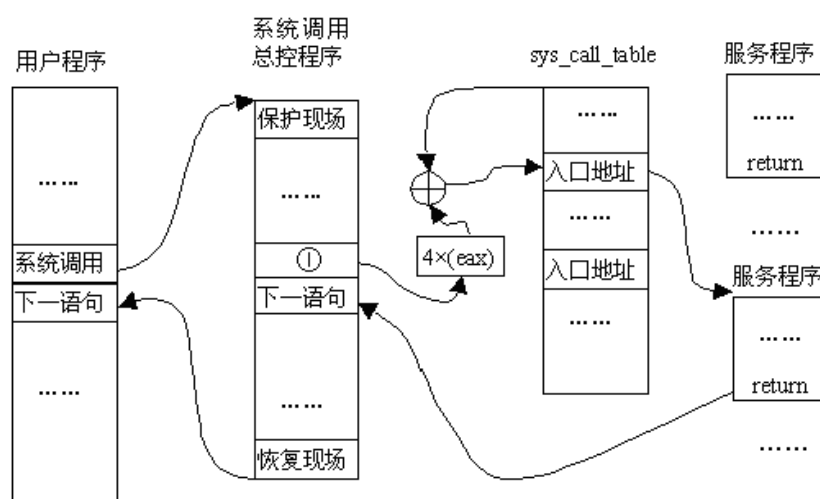 用户程序
……
系统调用
下一语句
……
系统调用
总控程序
保护现场
……
①
下一语句
……
恢复现场
4×(eax)
sys_call_table
……
入口地址
……
入口地址
……
服务程序
……
return
……
服务程序
……
return
……